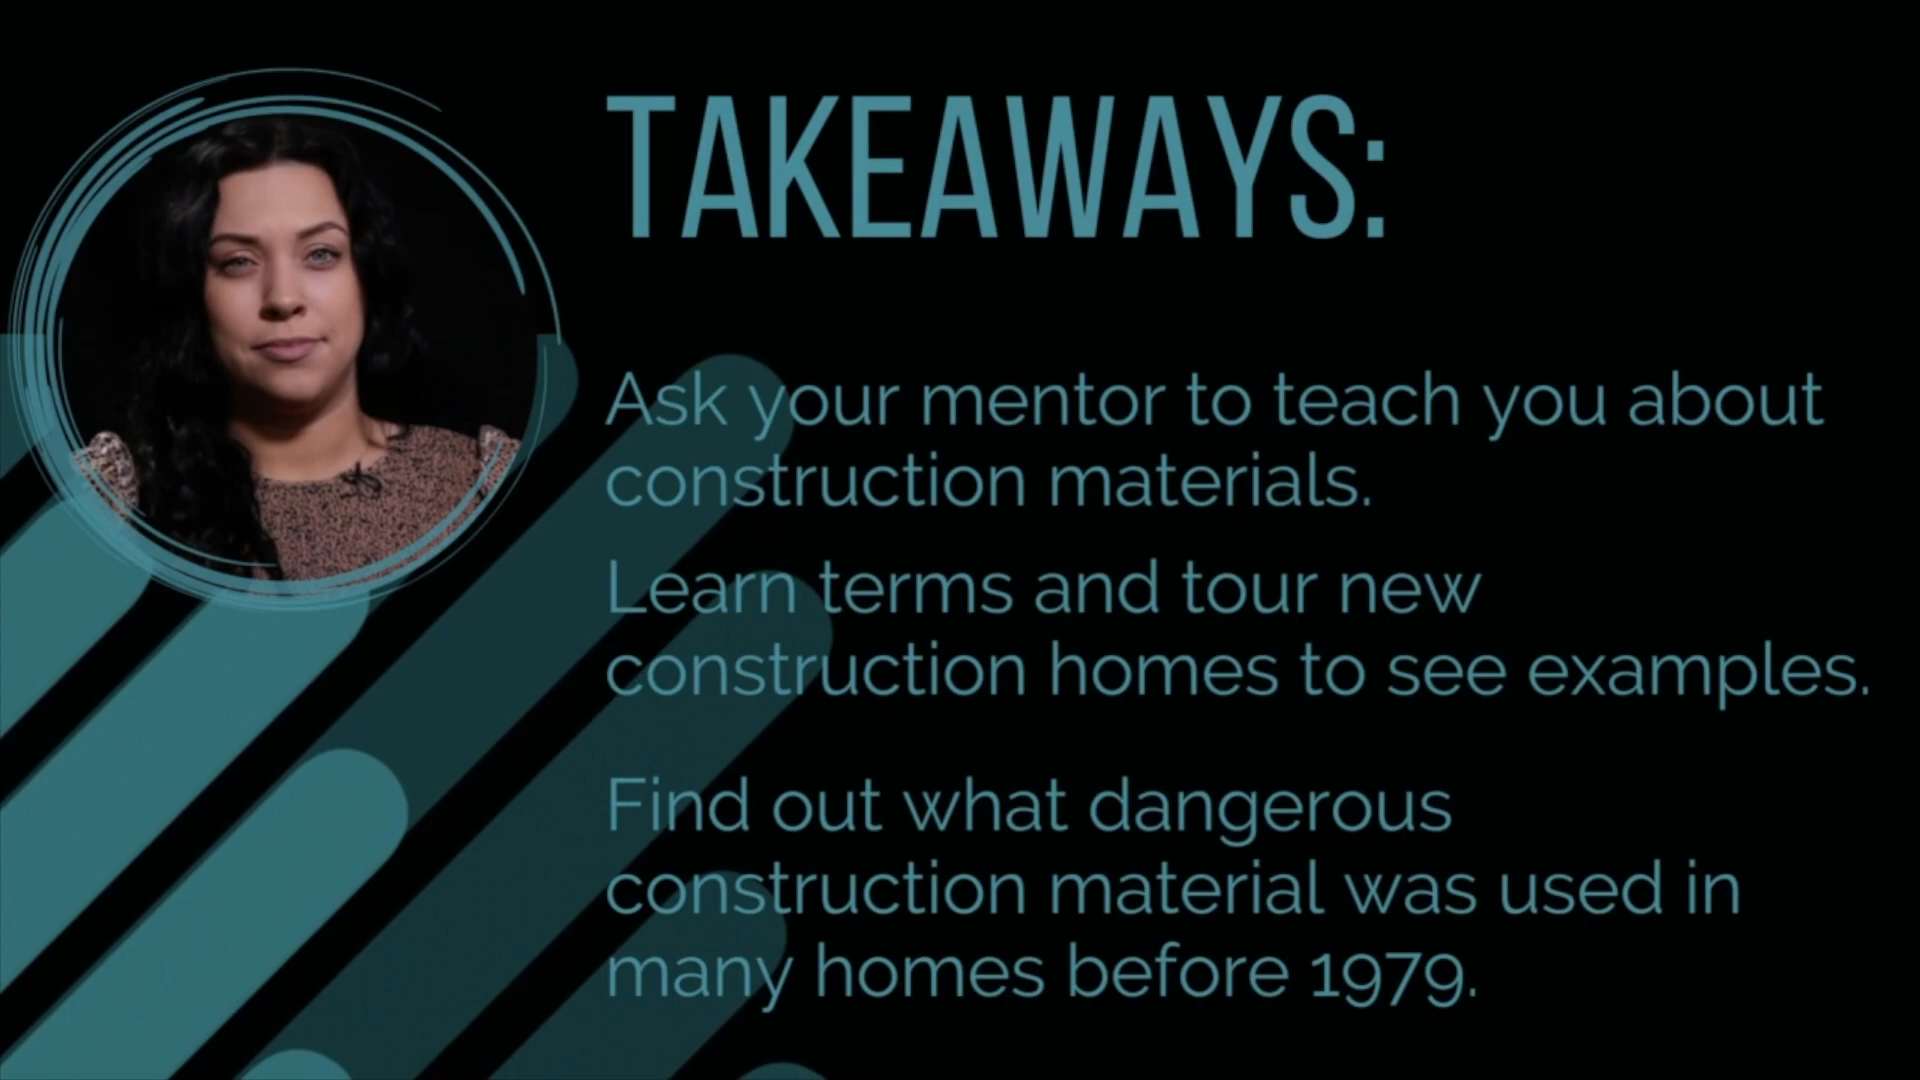 TAKEAWAYS:
Ask your mentor to teach you about
construction materials.
Learn terms and tour new
construction homes to see examples.
Find out what dangerous
construction material was used in
many homes before 1979.